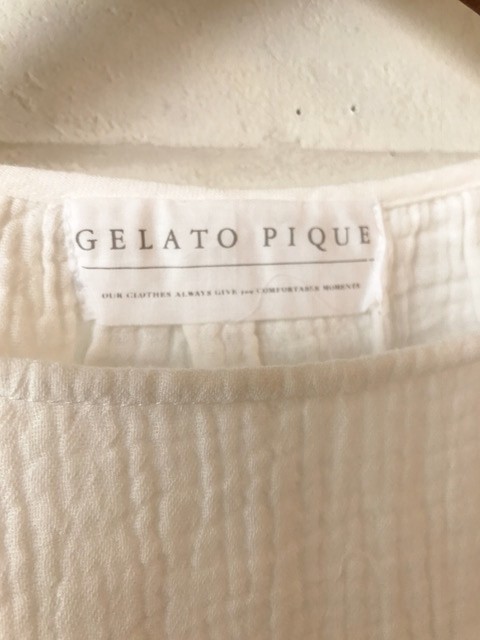 GELATO PIQUE
OUR CLOTHES ALWAYS GIVE you COMFORTABLE MOMENTS